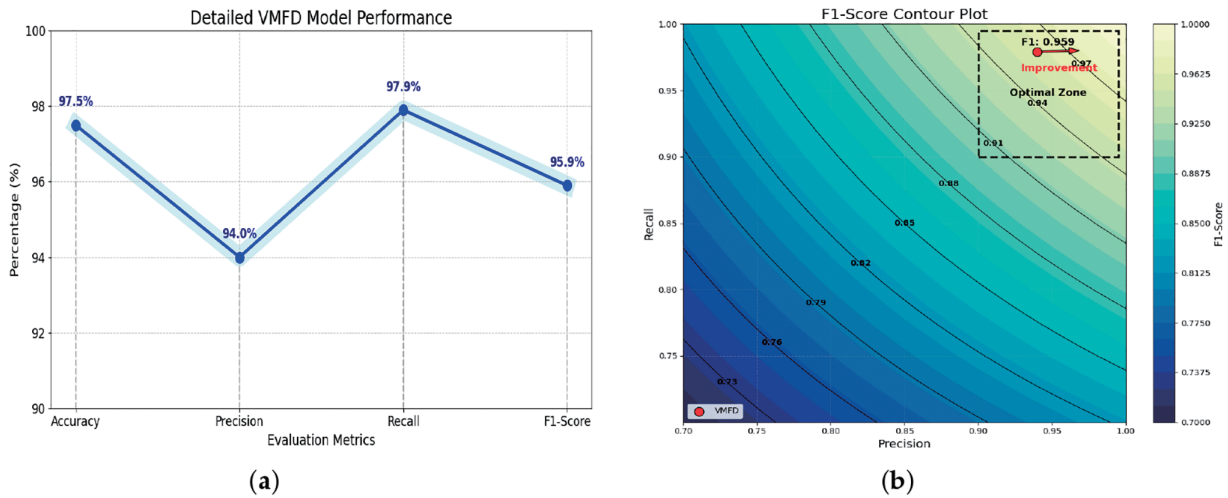 Detailed VMFD Model Performance
Percentage (%)
100
98
96
94
92
90
97.5%
94.0%
97.9%
95.9%
Accuracy
Precision
Recall
F1-Score
Evaluation Metrics
(a)
F1-Score Contour Plot
Recall
1.00
0.95
0.90
0.85
0.80
0.75
F1: 0.959
0.97
Improvement
Optimal Zone
0.94
0.91
0.88
0.85
0.82
0.79
0.76
0.73
VMFD
0.70
0.75
0.80
0.85
0.90
0.95
1.00
Precision
1.0000
0.9625
0.9250
0.8875
0.8500
0.8125
0.7750
0.7375
0.7000
F1-Score
(b)